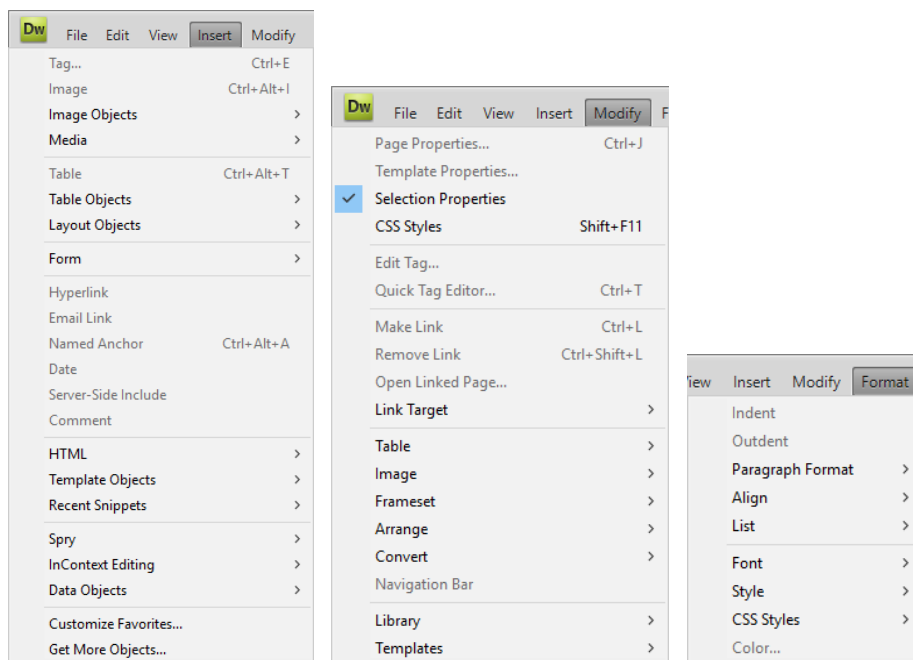 Dw File Edit View Insert Modify
Tag... Ctrl+E
Image Ctrl+Alt+I
Image Objects
Media
Table Ctrl+Alt+T
Table Objects
Layout Objects
Form
Hyperlink
Email Link
Named Anchor Ctrl+Alt+A
Date
Server-Side Include
Comment
HTML
Template Objects
Recent Snippets
Spry
InContext Editing
Data Objects
Customize Favorites...
Get More Objects...
Dw File Edit View Insert Modify F
Page Properties... Ctrl+J
Template Properties...
Selection Properties
CSS Styles Shift+F11
Edit Tag...
Quick Tag Editor... Ctrl+T
Make Link Ctrl+L
Remove Link Ctrl+Shift+L
Open Linked Page...
Link Target
Table
Image
Frameset
Arrange
Convert
Navigation Bar
Library
Templates
iew Insert Modify Format
Indent
Outdent
Paragraph Format
Align
List
Font
Style
CSS Styles
Color...